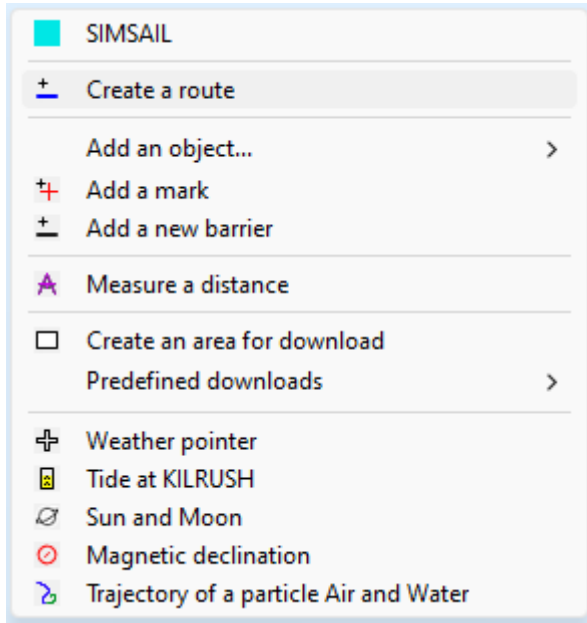 SIMSAIL
Create a route
Add an object...
Add a mark
Add a new barrier
Measure a distance
Create an area for download
Predefined downloads
Weather pointer
Tide at KILRUSH
Sun and Moon
Magnetic declination
Trajectory of a particle Air and Water